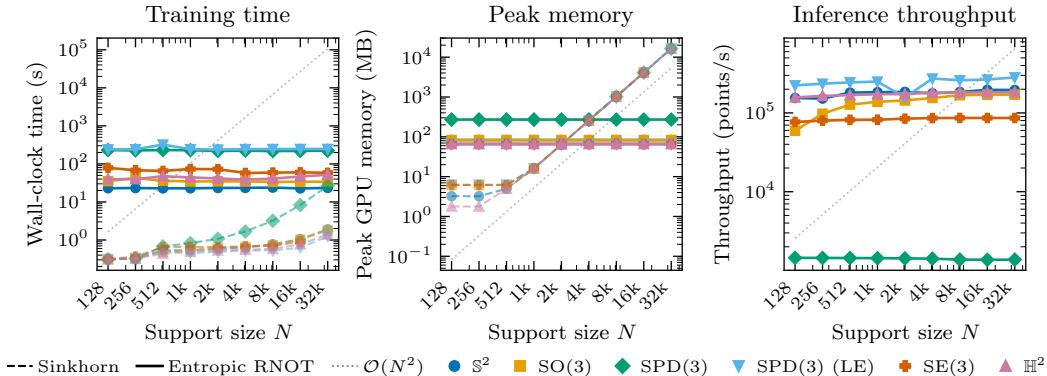 Training time
Peak memory
Inference throughput
Wall-clock time (s)
10^5
10^4
10^3
10^2
10^1
10^0
128 256 512 1k 2k 4k 8k 16k 32k
Support size N
Peak GPU memory (MB)
10^4
10^3
10^2
10^1
10^0
10^−1
128 256 512 1k 2k 4k 8k 16k 32k
Support size N
Throughput (points/s)
10^5
10^4
128 256 512 1k 2k 4k 8k 16k 32k
Support size N
Sinkhorn Entropic RNOT 𝒪(N²) 𝕊² SO(3) SPD(3) SPD(3) (LE) SE(3) ℍ²